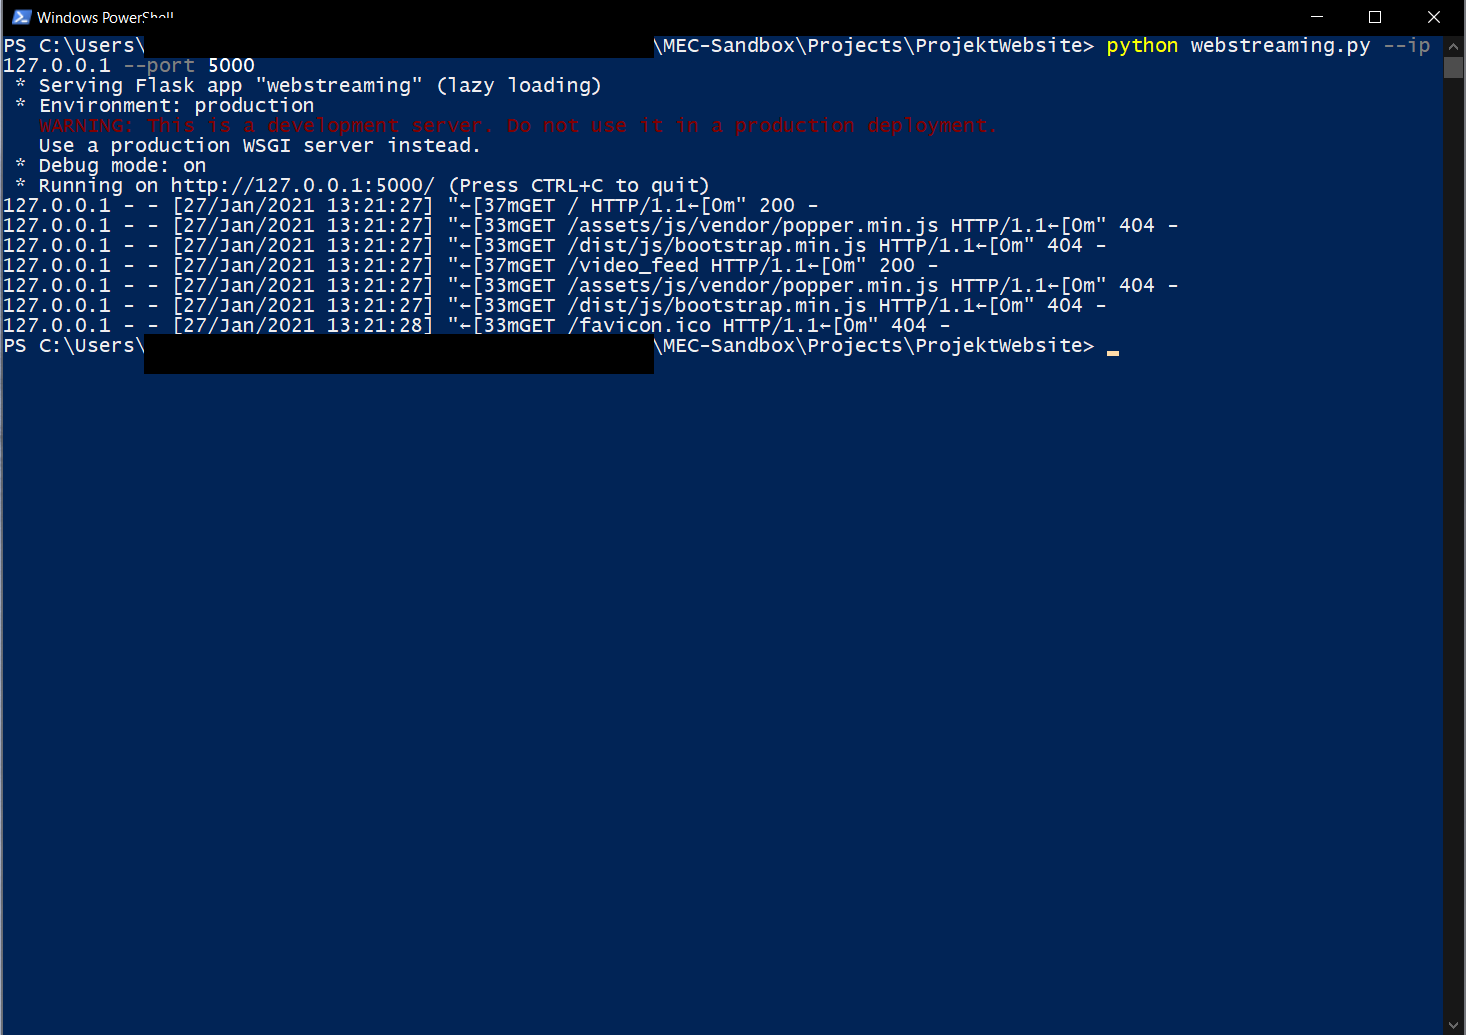 Windows PowerShell
PS C:\Users\ \MEC-Sandbox\Projects\ProjektWebsite> python webstreaming.py --ip
127.0.0.1 --port 5000
 * Serving Flask app "webstreaming" (lazy loading)
 * Environment: production
   WARNING: This is a development server. Do not use it in a production deployment.
   Use a production WSGI server instead.
 * Debug mode: on
 * Running on http://127.0.0.1:5000/ (Press CTRL+C to quit)
127.0.0.1 - - [27/Jan/2021 13:21:27] "←[37mGET / HTTP/1.1←[0m" 200 -
127.0.0.1 - - [27/Jan/2021 13:21:27] "←[33mGET /assets/js/vendor/popper.min.js HTTP/1.1←[0m" 404 -
127.0.0.1 - - [27/Jan/2021 13:21:27] "←[33mGET /dist/js/bootstrap.min.js HTTP/1.1←[0m" 404 -
127.0.0.1 - - [27/Jan/2021 13:21:27] "←[37mGET /video_feed HTTP/1.1←[0m" 200 -
127.0.0.1 - - [27/Jan/2021 13:21:27] "←[33mGET /assets/js/vendor/popper.min.js HTTP/1.1←[0m" 404 -
127.0.0.1 - - [27/Jan/2021 13:21:27] "←[33mGET /dist/js/bootstrap.min.js HTTP/1.1←[0m" 404 -
127.0.0.1 - - [27/Jan/2021 13:21:28] "←[33mGET /favicon.ico HTTP/1.1←[0m" 404 -
PS C:\Users\ \MEC-Sandbox\Projects\ProjektWebsite> _